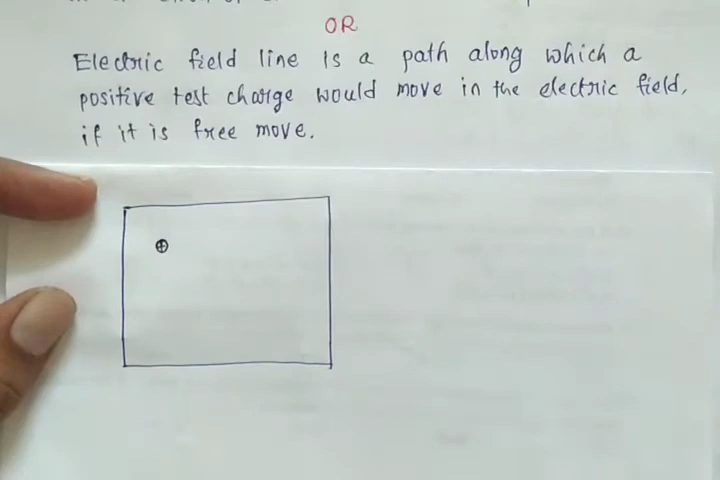 OR
Electric field line is a path along which a
positive test charge would move in the electric field,
if it is free move.